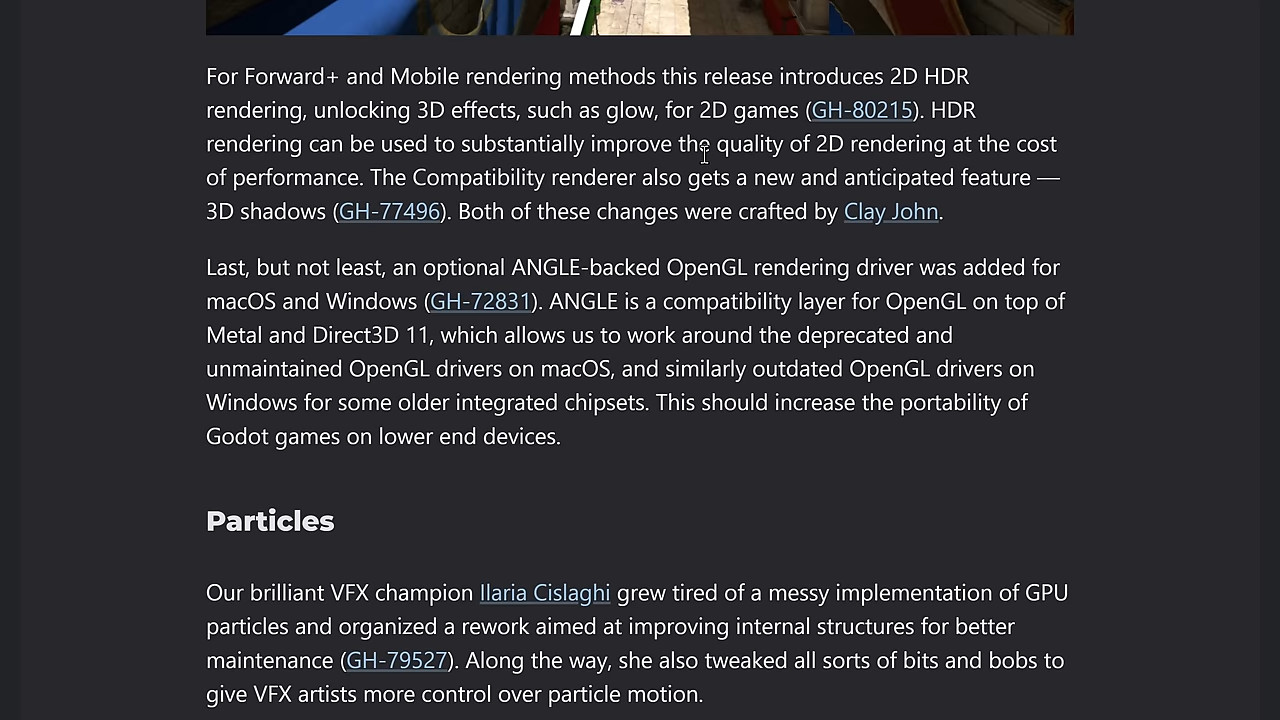 For Forward+ and Mobile rendering methods this release introduces 2D HDR
rendering, unlocking 3D effects, such as glow, for 2D games (GH-80215). HDR
rendering can be used to substantially improve the quality of 2D rendering at the cost
of performance. The Compatibility renderer also gets a new and anticipated feature —
3D shadows (GH-77496). Both of these changes were crafted by Clay John.
Last, but not least, an optional ANGLE-backed OpenGL rendering driver was added for
macOS and Windows (GH-72831). ANGLE is a compatibility layer for OpenGL on top of
Metal and Direct3D 11, which allows us to work around the deprecated and
unmaintained OpenGL drivers on macOS, and similarly outdated OpenGL drivers on
Windows for some older integrated chipsets. This should increase the portability of
Godot games on lower end devices.
Particles
Our brilliant VFX champion Ilaria Cislaghi grew tired of a messy implementation of GPU
particles and organized a rework aimed at improving internal structures for better
maintenance (GH-79527). Along the way, she also tweaked all sorts of bits and bobs to
give VFX artists more control over particle motion.